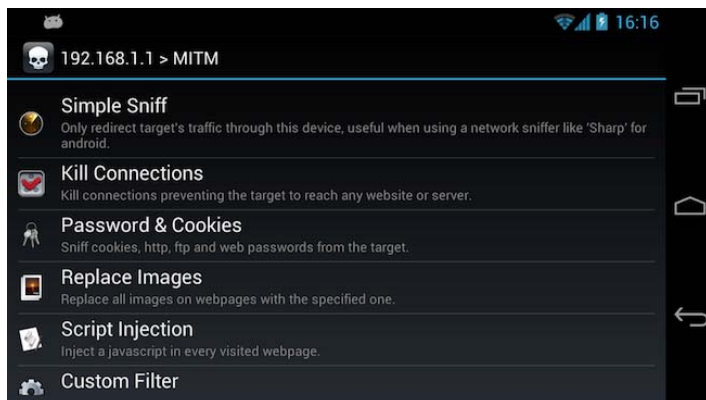 16:16
192.168.1.1 > MITM
Simple Sniff
Only redirect target's traffic through this device, useful when using a network sniffer like 'Sharp' for
android.
Kill Connections
Kill connections preventing the target to reach any website or server.
Password & Cookies
Sniff cookies, http, ftp and web passwords from the target.
Replace Images
Replace all images on webpages with the specified one.
Script Injection
Inject a javascript in every visited webpage.
Custom Filter